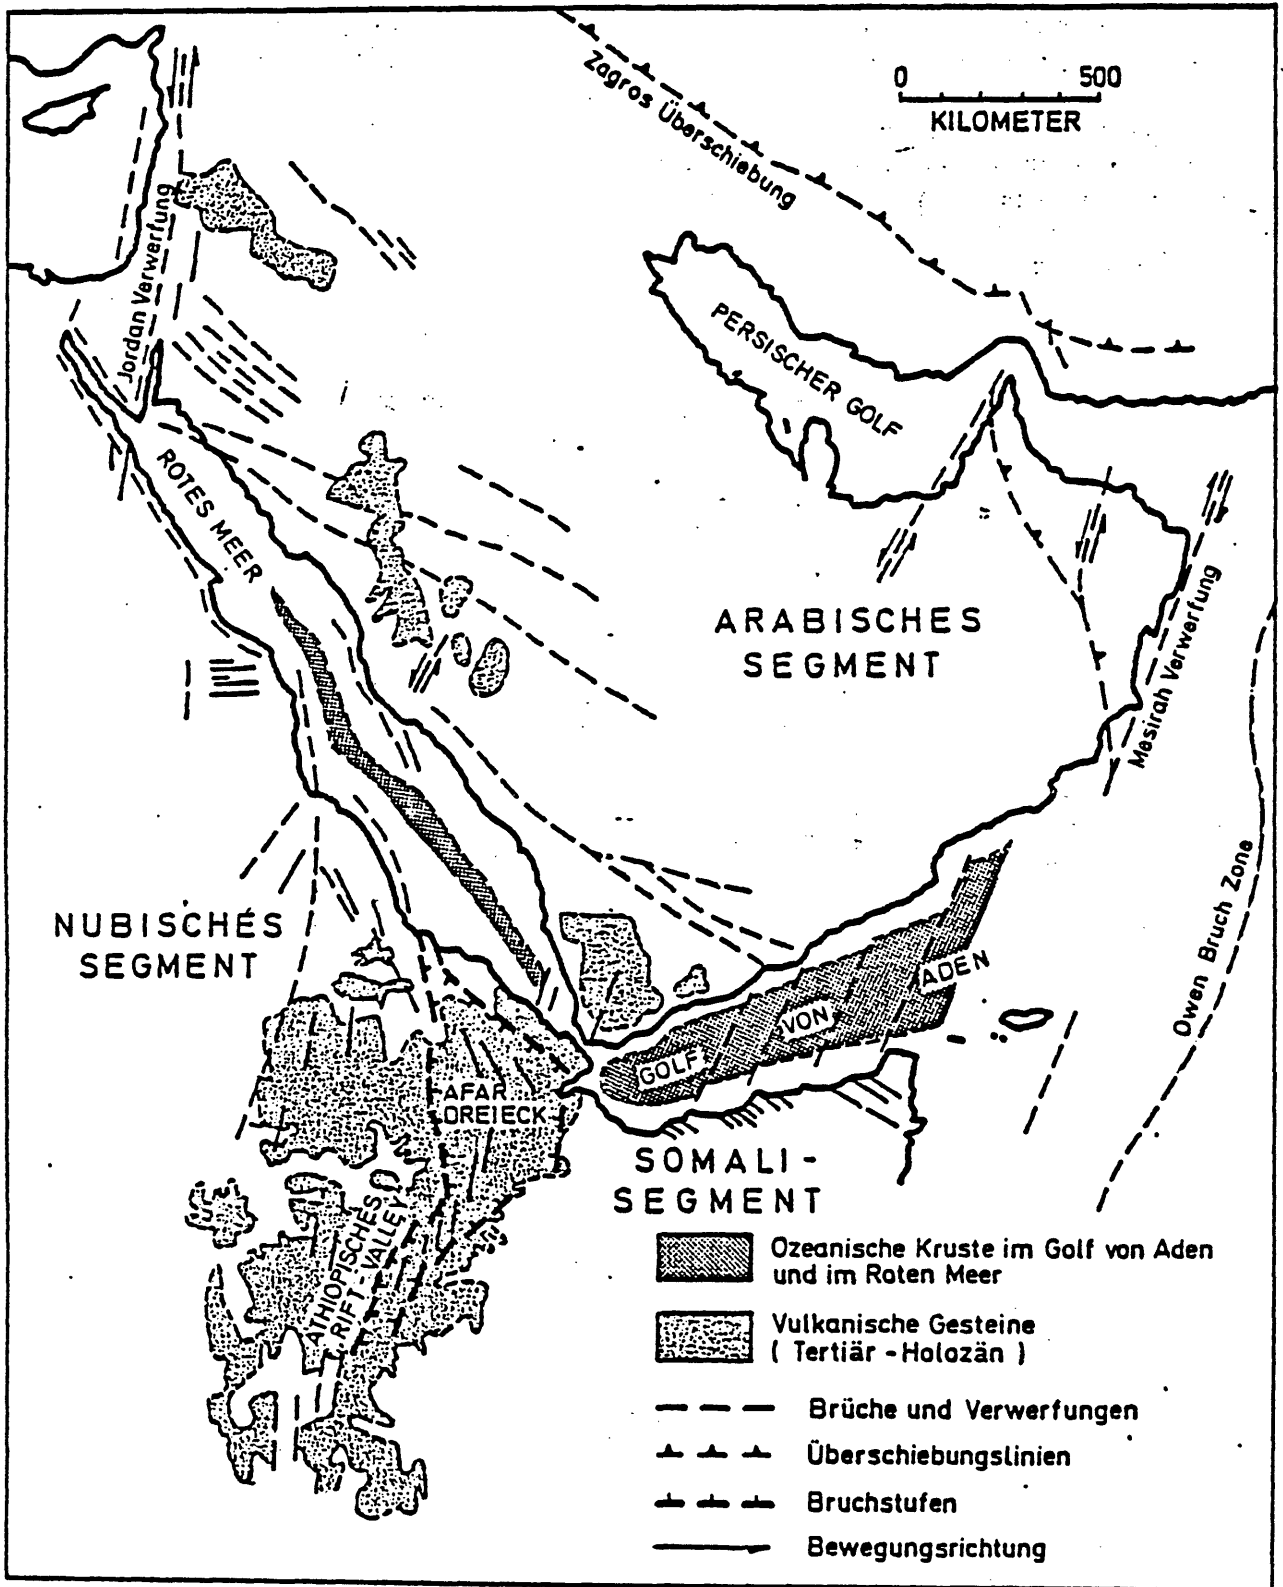 0 500
KILOMETER
Zagros Überschiebung
Jordan Verwerfung
PERSISCHER GOLF
ROTES MEER
ARABISCHES
SEGMENT
Masirah Verwerfung
Owen Bruch Zone
NUBISCHES
SEGMENT
GOLF VON ADEN
AFAR
DREIECK
SOMALI-
SEGMENT
ÄTHIOPISCHES
RIFT-VALLEY
Ozeanische Kruste im Golf von Aden
und im Roten Meer
Vulkanische Gesteine
( Tertiär - Holozän )
Brüche und Verwerfungen
Überschiebungslinien
Bruchstufen
Bewegungsrichtung